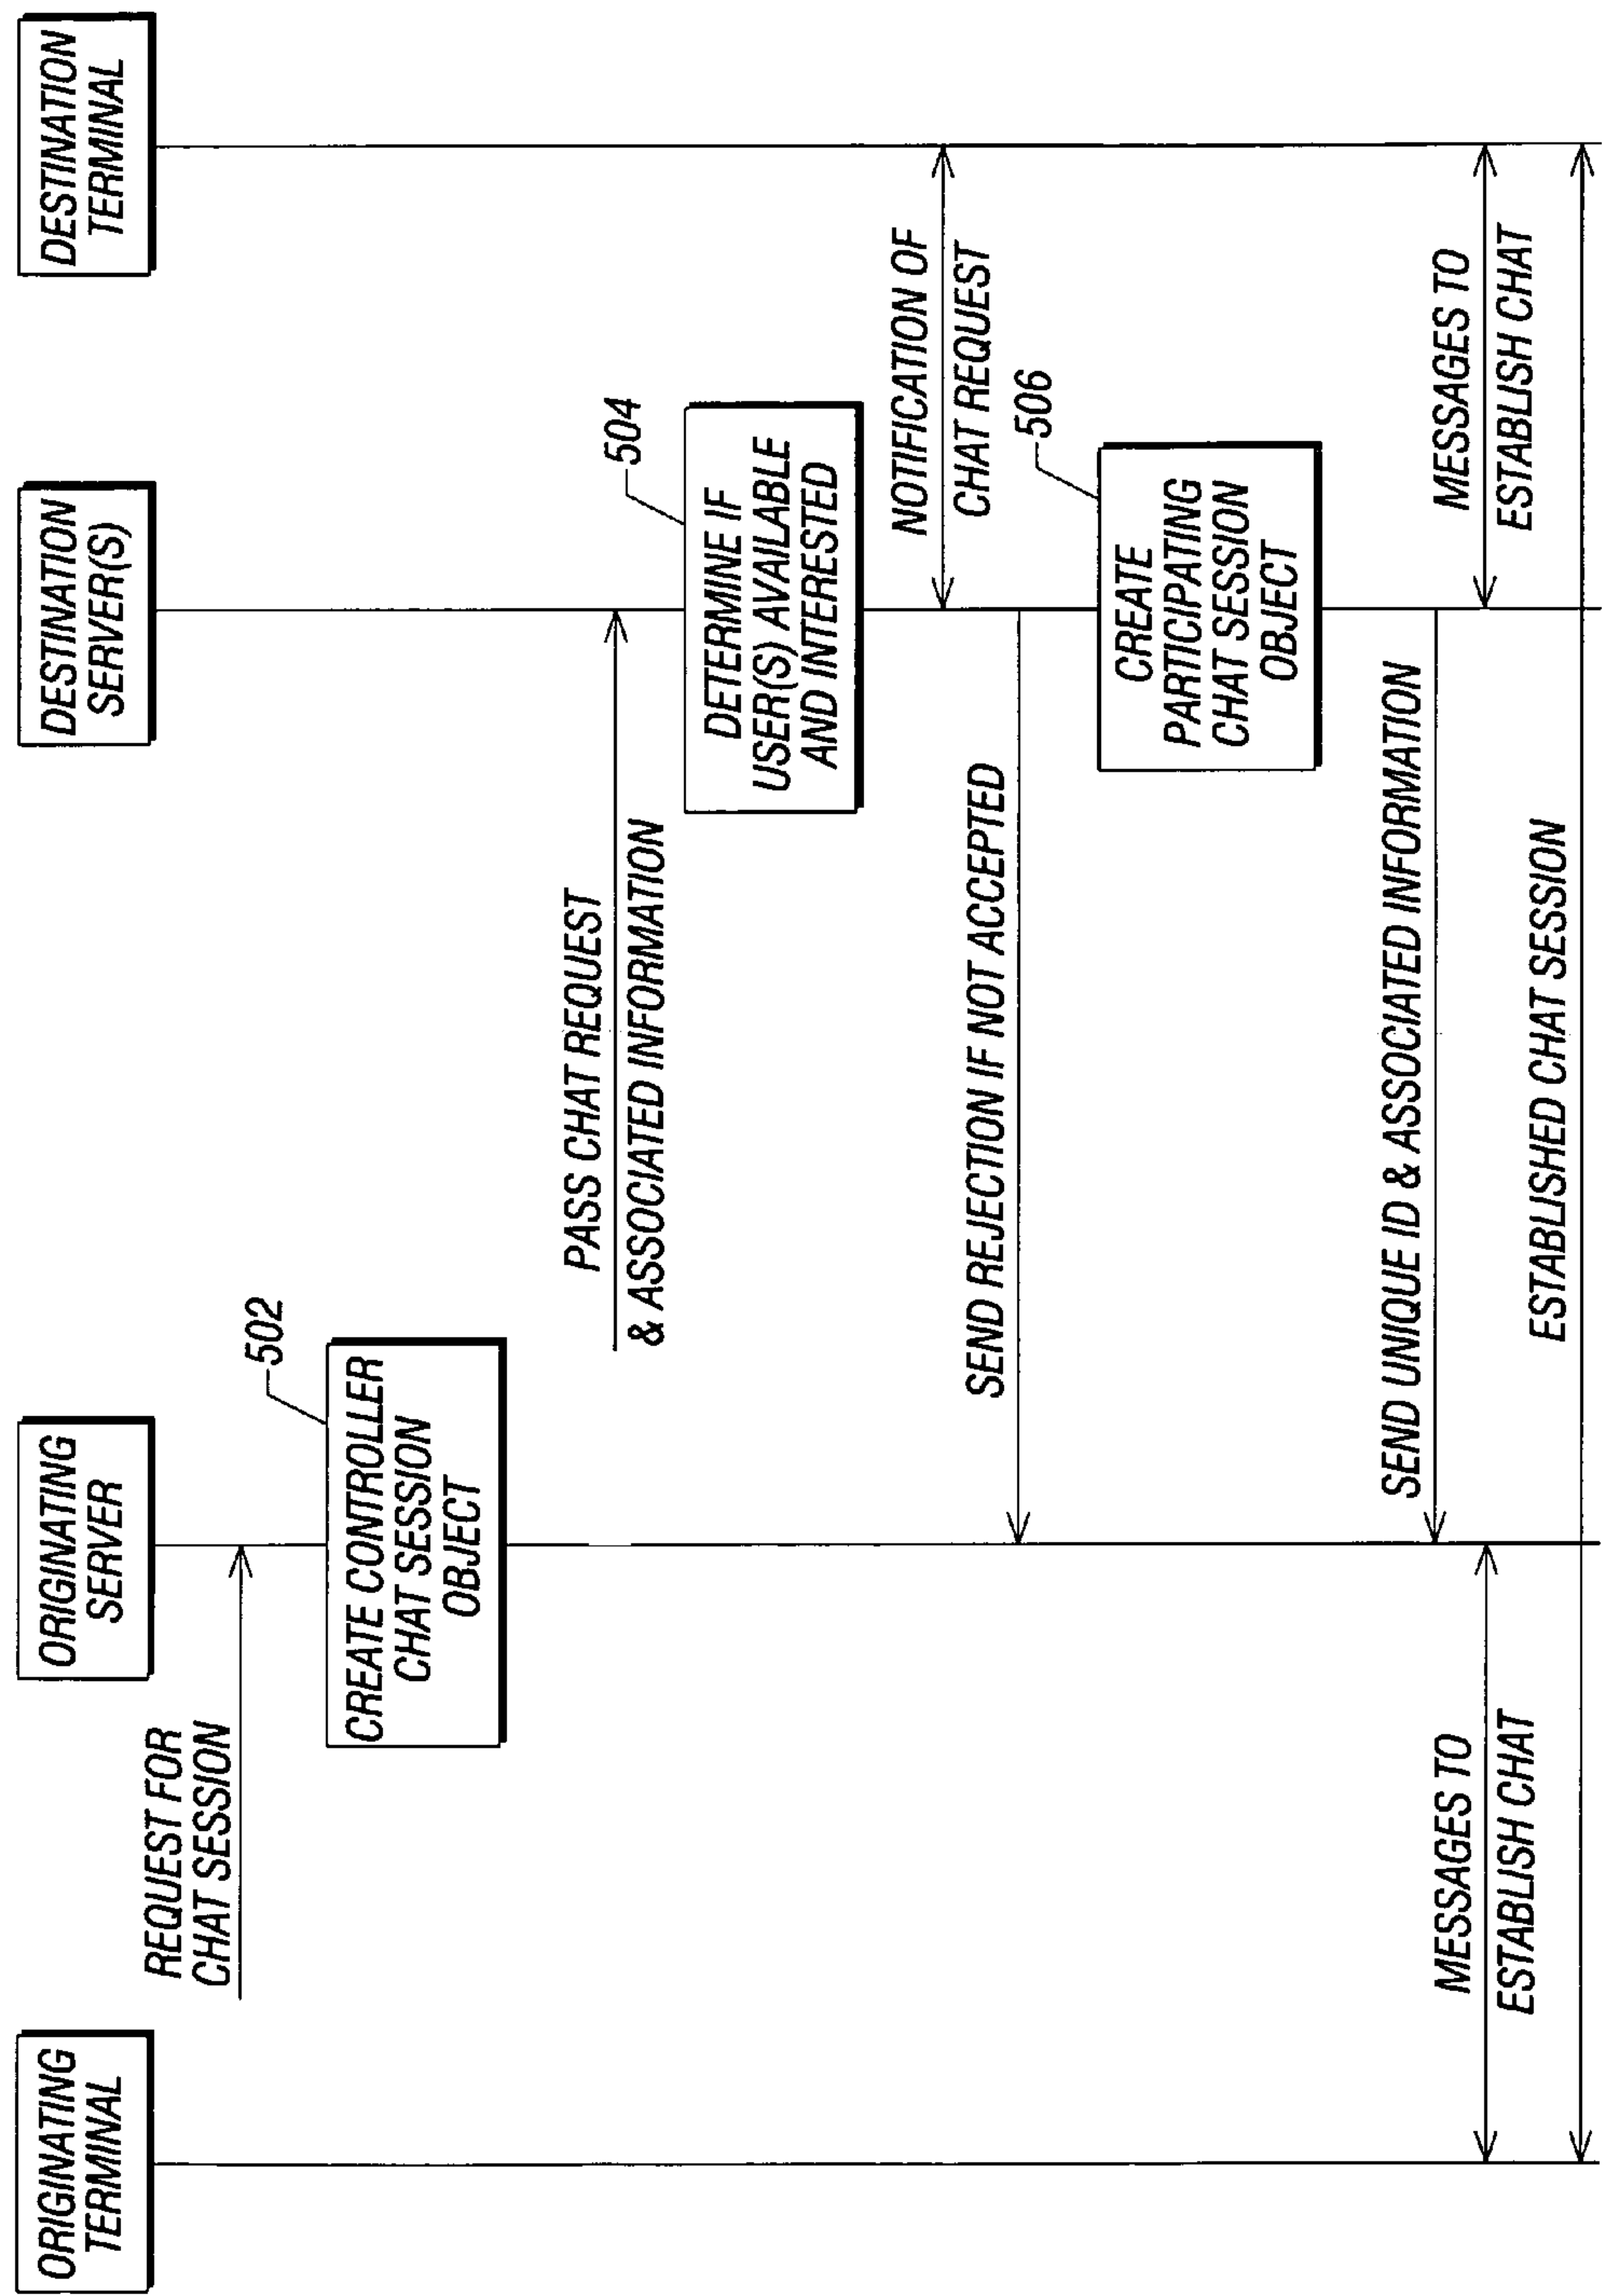 ORIGINATING
TERMINAL
ORIGINATING
SERVER
DESTINATION
SERVER(S)
DESTINATION
TERMINAL
REQUEST FOR
CHAT SESSION
502
CREATE CONTROLLER
CHAT SESSION
OBJECT
PASS CHAT REQUEST
& ASSOCIATED INFORMATION
504
DETERMINE IF
USER(S) AVAILABLE
AND INTERESTED
NOTIFICATION OF
CHAT REQUEST
SEND REJECTION IF NOT ACCEPTED
506
CREATE
PARTICIPATING
CHAT SESSION
OBJECT
SEND UNIQUE ID & ASSOCIATED INFORMATION
MESSAGES TO
ESTABLISH CHAT
MESSAGES TO
ESTABLISH CHAT
ESTABLISHED CHAT SESSION